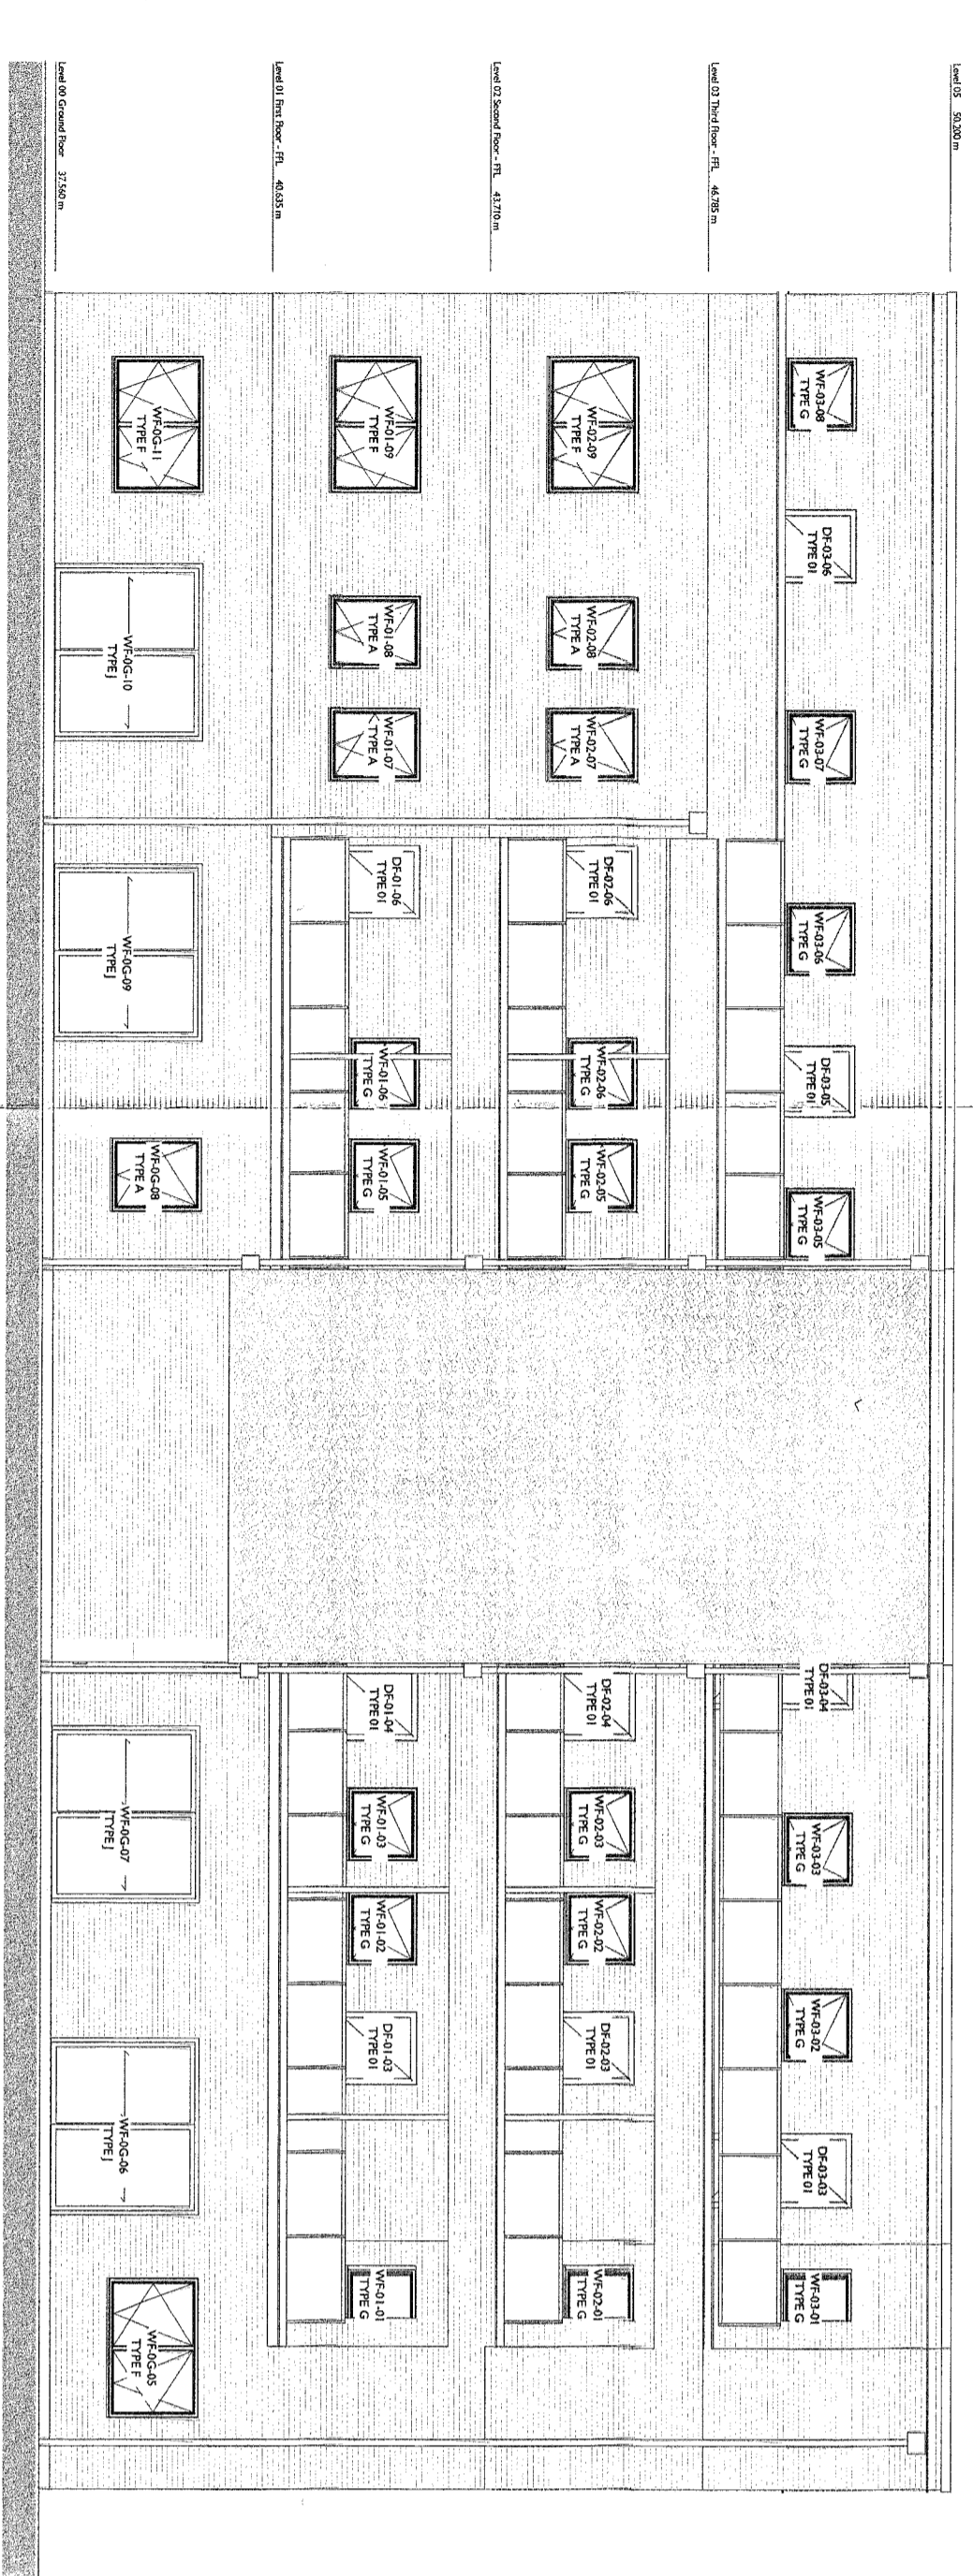 Level 05 50.200 m
Level 03 Third Floor - FFL 46.785 m
Level 02 Second Floor - FFL 43.710 m
Level 01 First Floor - FFL 40.635 m
Level 00 Ground Floor 37.560 m
WF-03-08
TYPE G
DF-03-06
TYPE 01
WF-03-07
TYPE G
WF-03-06
TYPE G
DF-03-05
TYPE 01
WF-03-05
TYPE G
DF-03-04
TYPE 01
WF-03-03
TYPE G
WF-03-02
TYPE G
DF-03-03
TYPE 01
WF-03-01
TYPE G
WF-02-09
TYPE F
WF-02-08
TYPE A
WF-02-07
TYPE A
DF-02-06
TYPE 01
WF-02-06
TYPE G
WF-02-05
TYPE G
DF-02-04
TYPE 01
WF-02-03
TYPE G
WF-02-02
TYPE G
DF-02-03
TYPE 01
WF-02-01
TYPE G
WF-01-09
TYPE F
WF-01-08
TYPE A
WF-01-07
TYPE A
DF-01-06
TYPE 01
WF-01-06
TYPE G
WF-01-05
TYPE G
DF-01-04
TYPE 01
WF-01-03
TYPE G
WF-01-02
TYPE G
DF-01-03
TYPE 01
WF-01-01
TYPE G
WF-0G-11
TYPE F
WF-0G-10
TYPE J
WF-0G-09
TYPE J
WF-0G-08
TYPE A
WF-0G-07
TYPE J
WF-0G-06
TYPE J
WF-0G-05
TYPE F